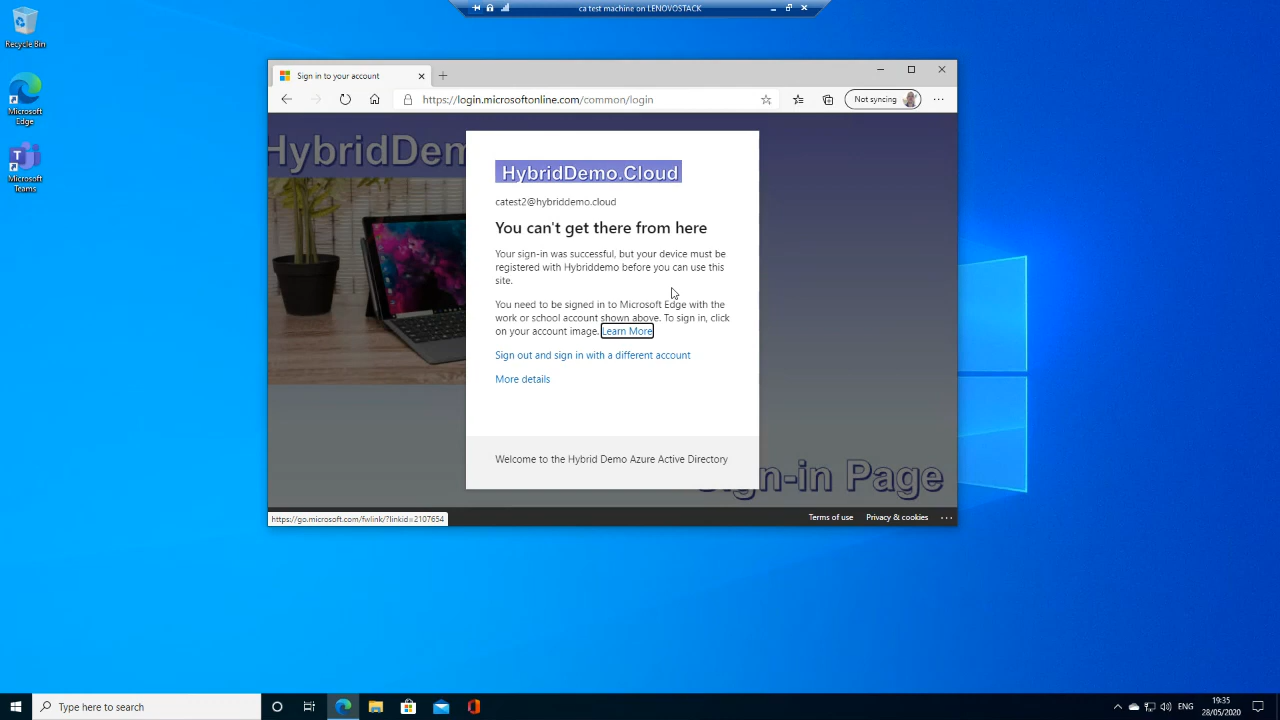 ca test machine on LENOVOSTACK
Recycle Bin
Microsoft
Edge
Microsoft
Teams
Sign in to your account
https://login.microsoftonline.com/common/login
Not syncing
HybridDem
HybridDemo.Cloud
catest2@hybriddemo.cloud
You can't get there from here
Your sign-in was successful, but your device must be
registered with Hybriddemo before you can use this
site.
You need to be signed in to Microsoft Edge with the
work or school account shown above. To sign in, click
on your account image. Learn More
Sign out and sign in with a different account
More details
Welcome to the Hybrid Demo Azure Active Directory
Sign-in Page
https://go.microsoft.com/fwlink/?linkid=2107654
Terms of use
Privacy & cookies
Type here to search
ENG
19:35
28/05/2020